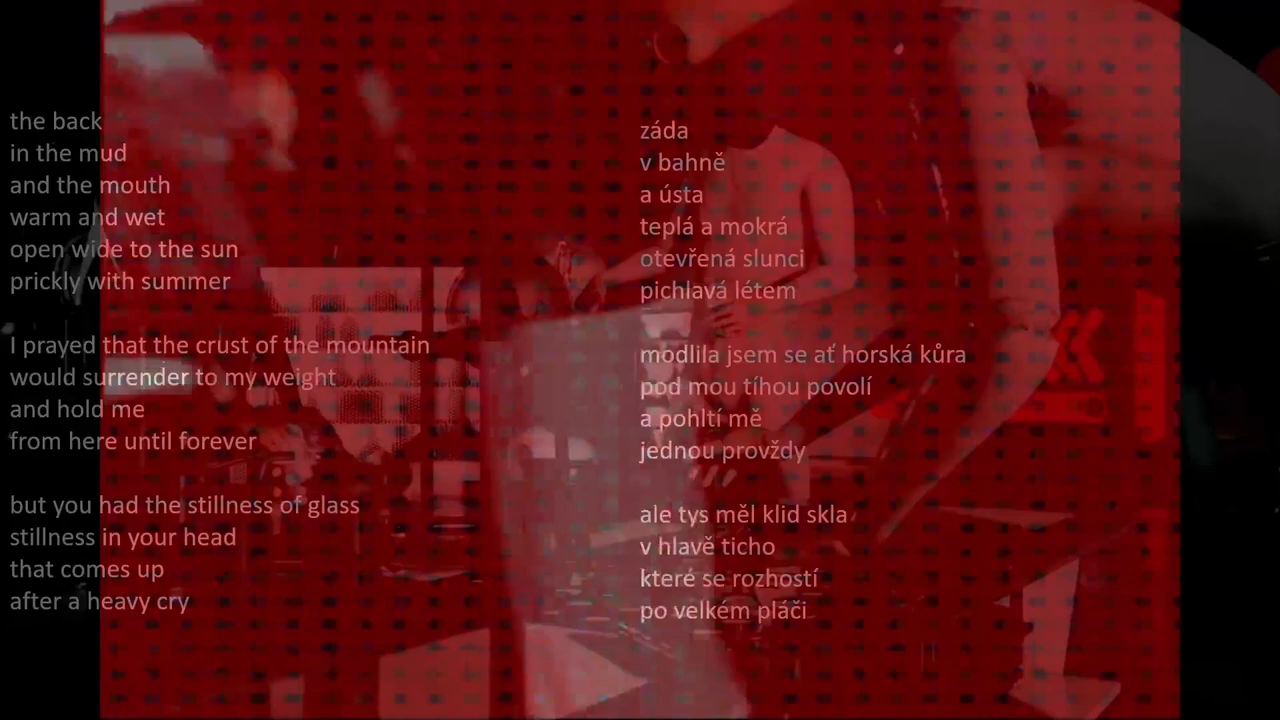 the back
in the mud
and the mouth
warm and wet
open wide to the sun
prickly with summer

I prayed that the crust of the mountain
would surrender to my weight
and hold me
from here until forever

but you had the stillness of glass
stillness in your head
that comes up
after a heavy cry

záda
v bahně
a ústa
teplá a mokrá
otevřená slunci
pichlavá létem

modlila jsem se ať horská kůra
pod mou tíhou povolí
a pohltí mě
jednou provždy

ale tys měl klid skla
v hlavě ticho
které se rozhostí
po velkém pláči